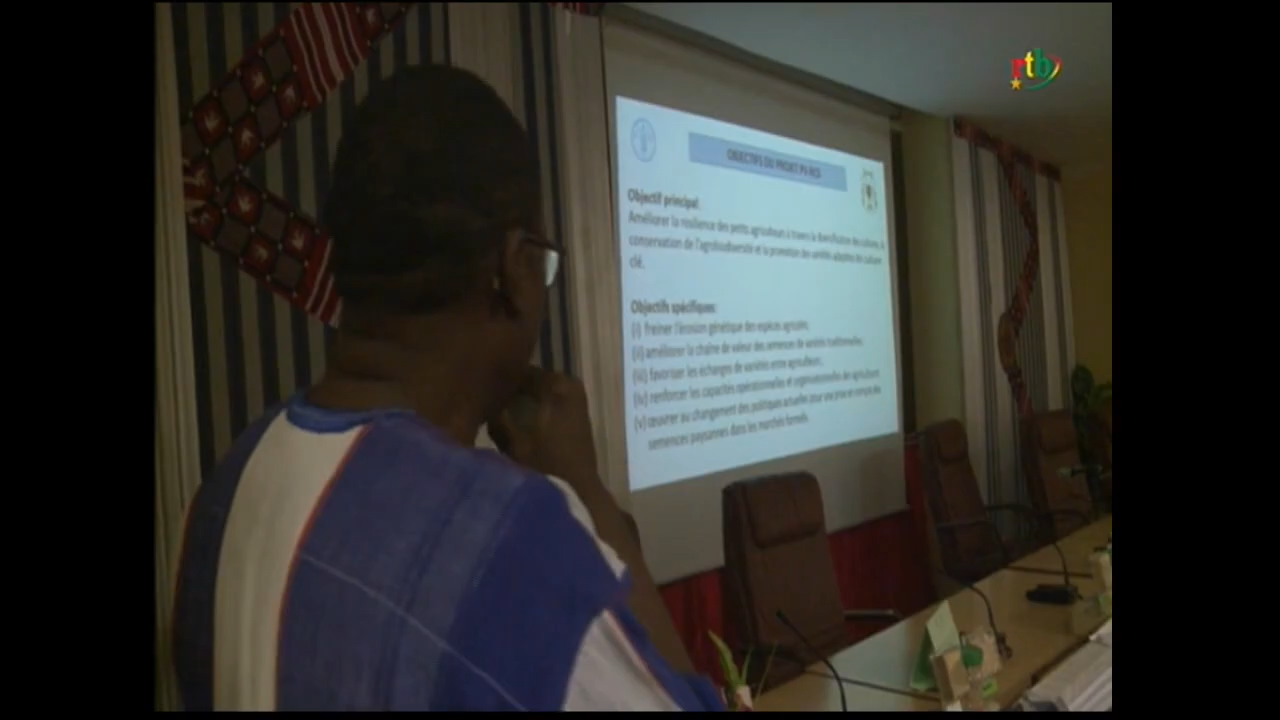 rtb
OBJECTIFS DU PROJET
Objectif principal:
Améliorer la résilience des petits agriculteurs à travers la diversification des cultures, la
conservation de l'agrobiodiversité et la promotion des variétés adaptées de culture
clé.
Objectifs spécifiques:
(i) freiner l'érosion génétique des espèces agricoles;
(ii) améliorer la chaîne de valeur des semences de variétés traditionnelles;
(iii) favoriser les échanges de variétés entre agriculteurs;
(iv) renforcer les capacités opérationnelles et organisationnelles des agriculteurs
(v) œuvrer au changement des politiques actuelles pour une prise en compte des
semences paysannes dans les marchés formels.